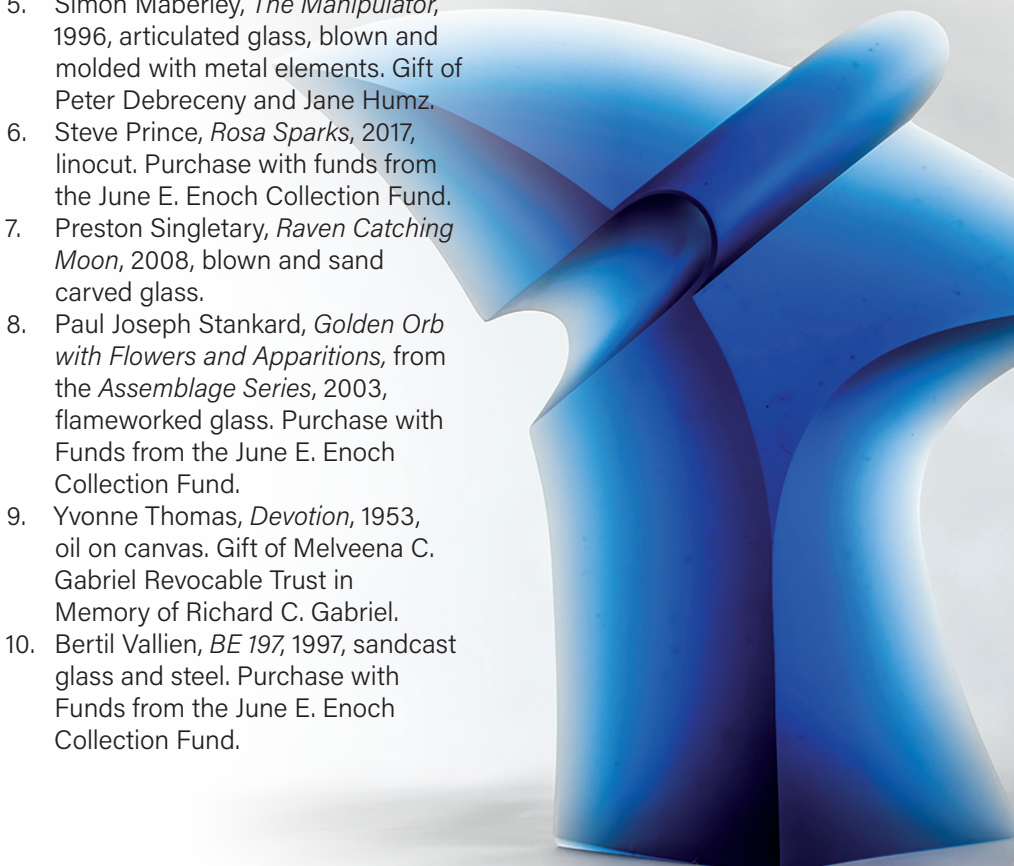 5. Simon Maberley, The Manipulator,
1996, articulated glass, blown and
molded with metal elements. Gift of
Peter Debreceny and Jane Humz.
6. Steve Prince, Rosa Sparks, 2017,
linocut. Purchase with funds from
the June E. Enoch Collection Fund.
7. Preston Singletary, Raven Catching
Moon, 2008, blown and sand
carved glass.
8. Paul Joseph Stankard, Golden Orb
with Flowers and Apparitions, from
the Assemblage Series, 2003,
flameworked glass. Purchase with
Funds from the June E. Enoch
Collection Fund.
9. Yvonne Thomas, Devotion, 1953,
oil on canvas. Gift of Melveena C.
Gabriel Revocable Trust in
Memory of Richard C. Gabriel.
10. Bertil Vallien, BE 197, 1997, sandcast
glass and steel. Purchase with
Funds from the June E. Enoch
Collection Fund.